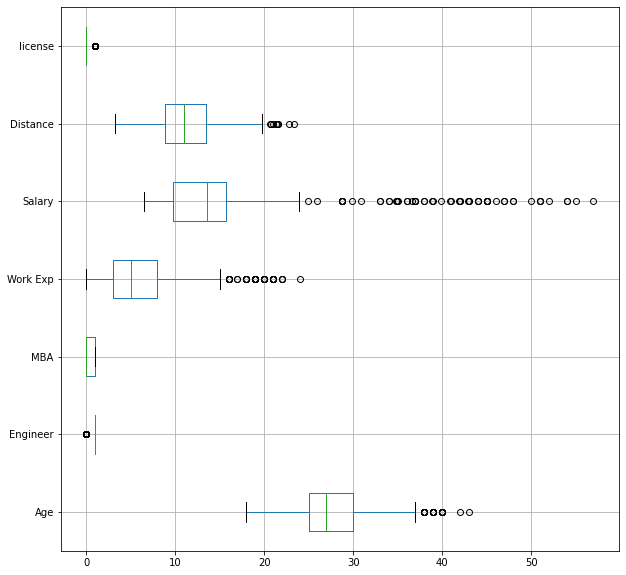 license
Distance
Salary
Work Exp
MBA
Engineer
Age
0 10 20 30 40 50